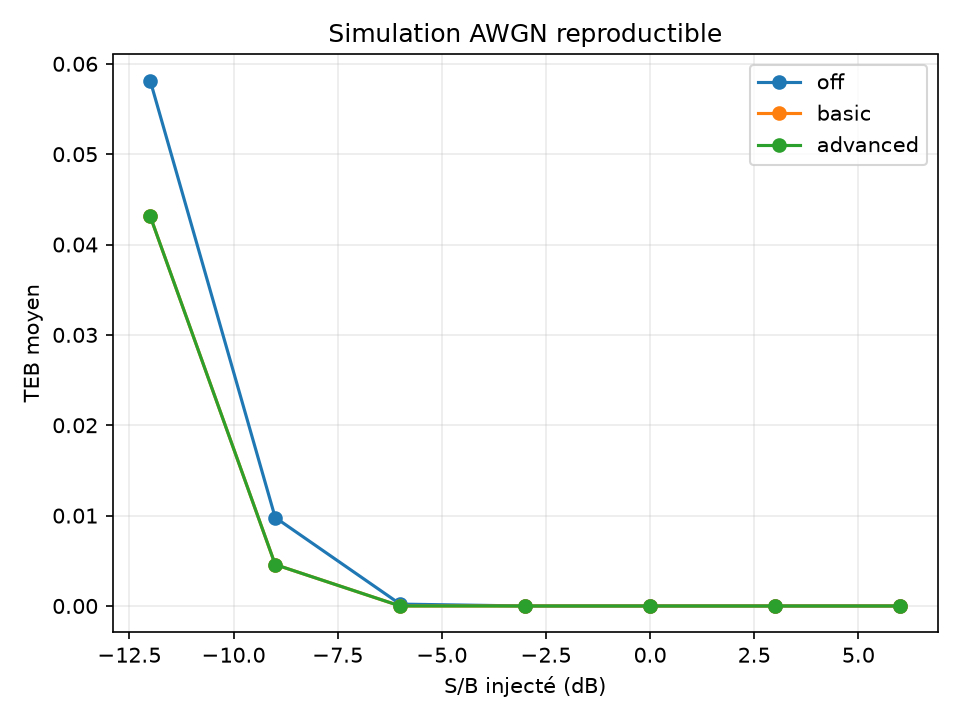 Simulation AWGN reproductible
off
basic
advanced
TEB moyen
0.06
0.05
0.04
0.03
0.02
0.01
0.00
−12.5 −10.0 −7.5 −5.0 −2.5 0.0 2.5 5.0
S/B injecté (dB)